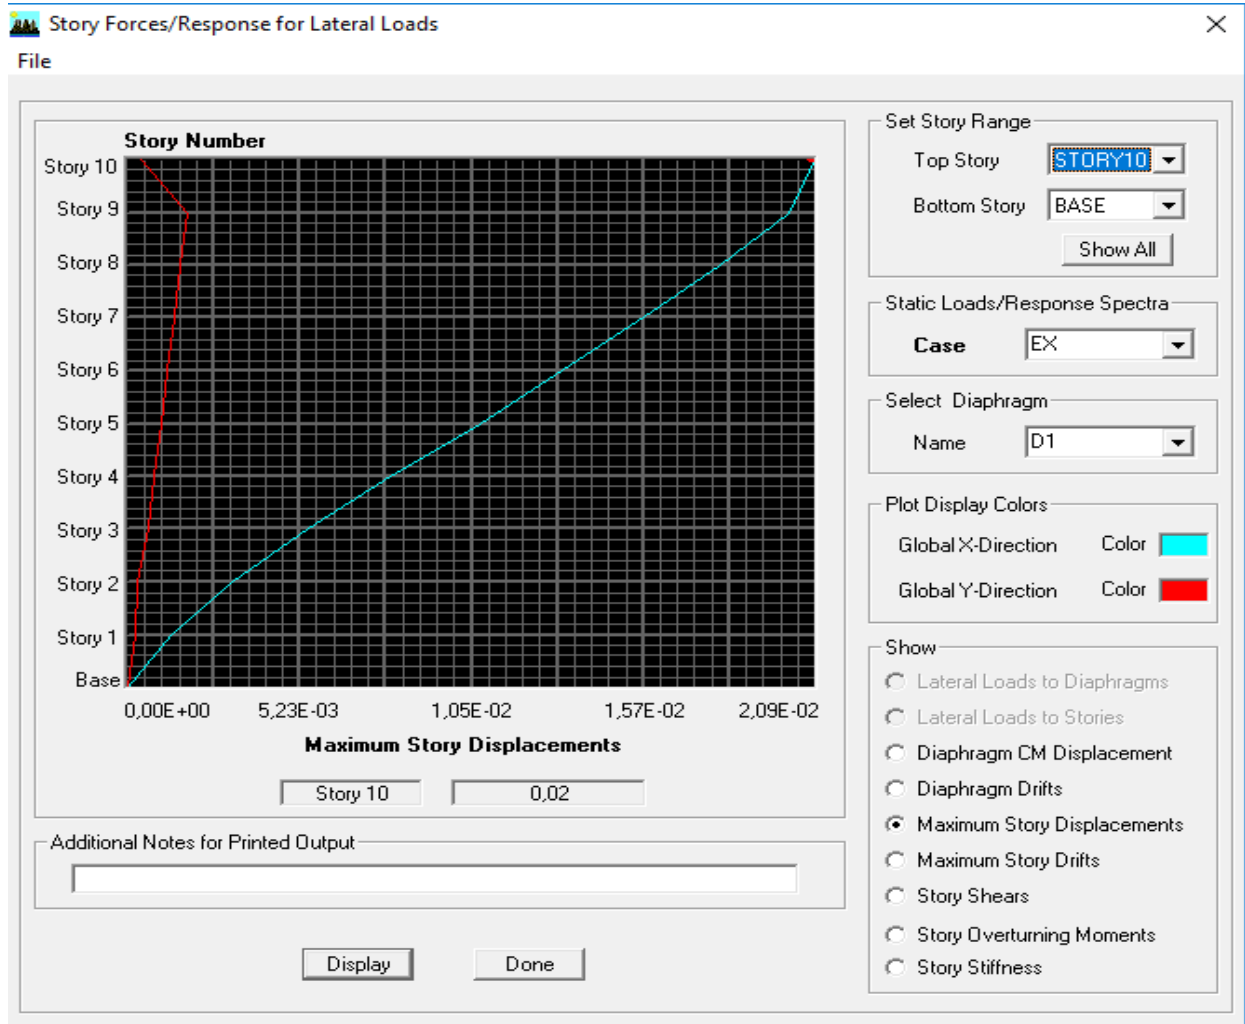 Story Forces/Response for Lateral Loads
File
Story Number
Story 10
Story 9
Story 8
Story 7
Story 6
Story 5
Story 4
Story 3
Story 2
Story 1
Base
0,00E+00 5,23E-03 1,05E-02 1,57E-02 2,09E-02
Maximum Story Displacements
Story 10 0,02
Additional Notes for Printed Output
Display Done
Set Story Range
Top Story STORY10
Bottom Story BASE
Show All
Static Loads/Response Spectra
Case EX
Select Diaphragm
Name D1
Plot Display Colors
Global X-Direction Color
Global Y-Direction Color
Show
Lateral Loads to Diaphragms
Lateral Loads to Stories
Diaphragm CM Displacement
Diaphragm Drifts
Maximum Story Displacements
Maximum Story Drifts
Story Shears
Story Overturning Moments
Story Stiffness